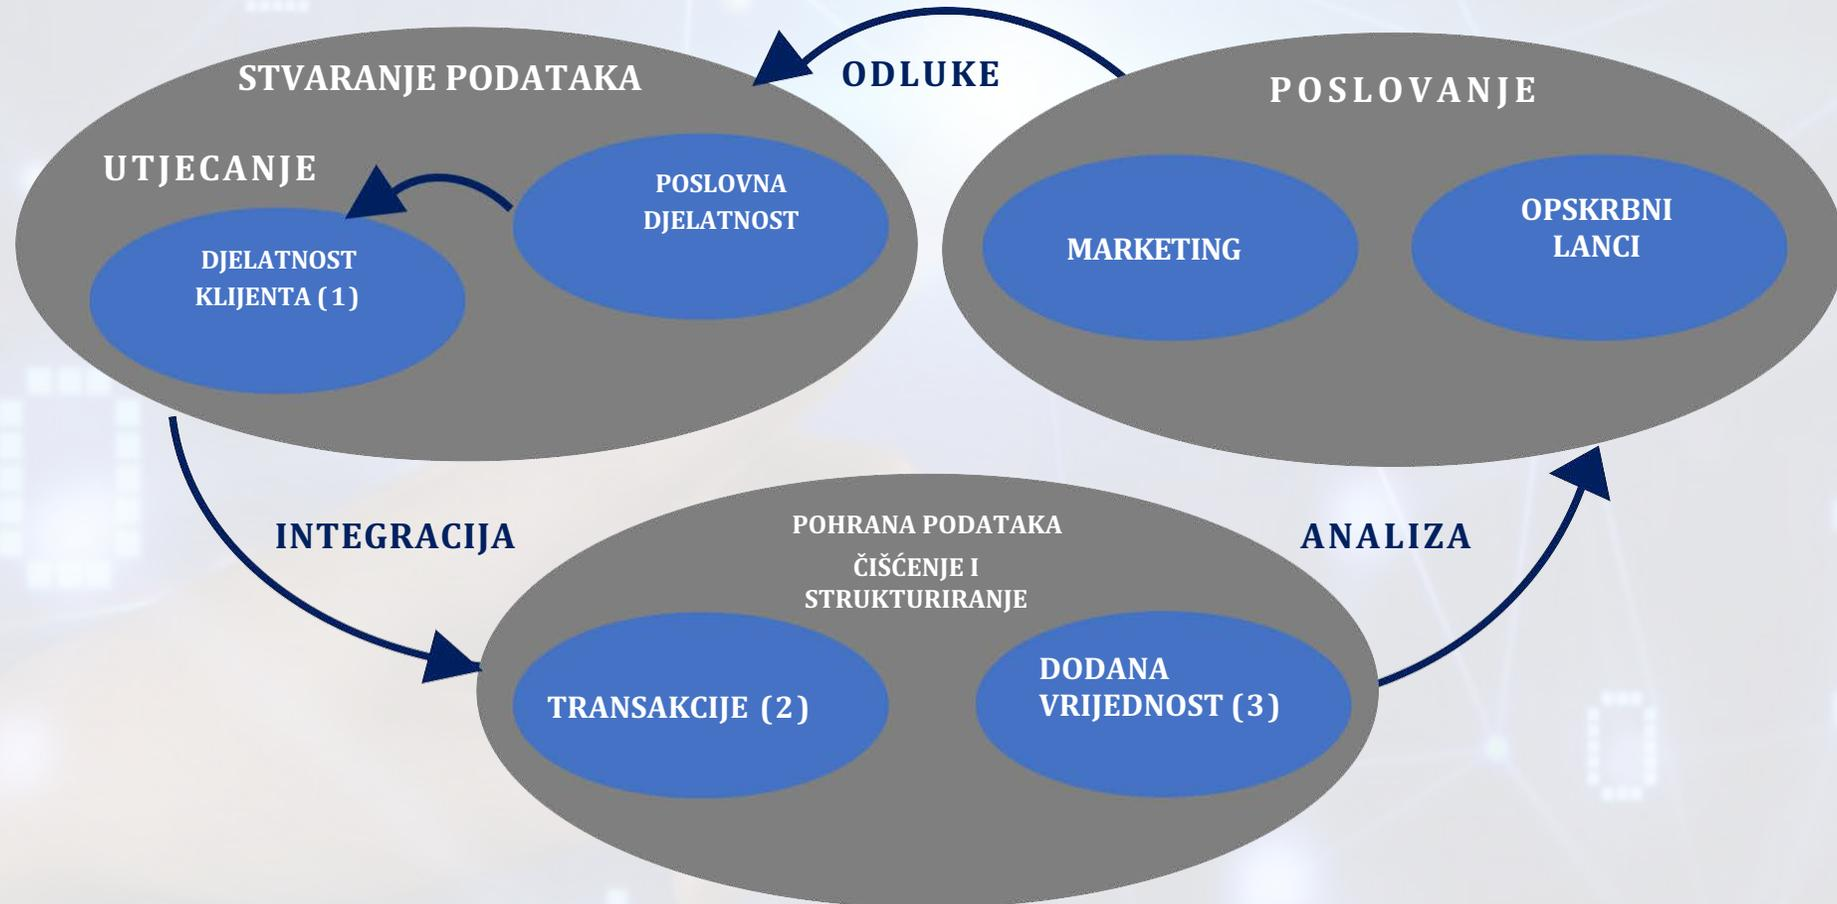 STVARANJE PODATAKA
UTJECANJE
DJELATNOST
KLIJENTA (1)
POSLOVNA
DJELATNOST
ODLUKE
POSLOVANJE
MARKETING
OPSKRBNI
LANCI
INTEGRACIJA
POHRANA PODATAKA
ČIŠĆENJE I
STRUKTURIRANJE
TRANSAKCIJE (2)
DODANA
VRIJEDNOST (3)
ANALIZA